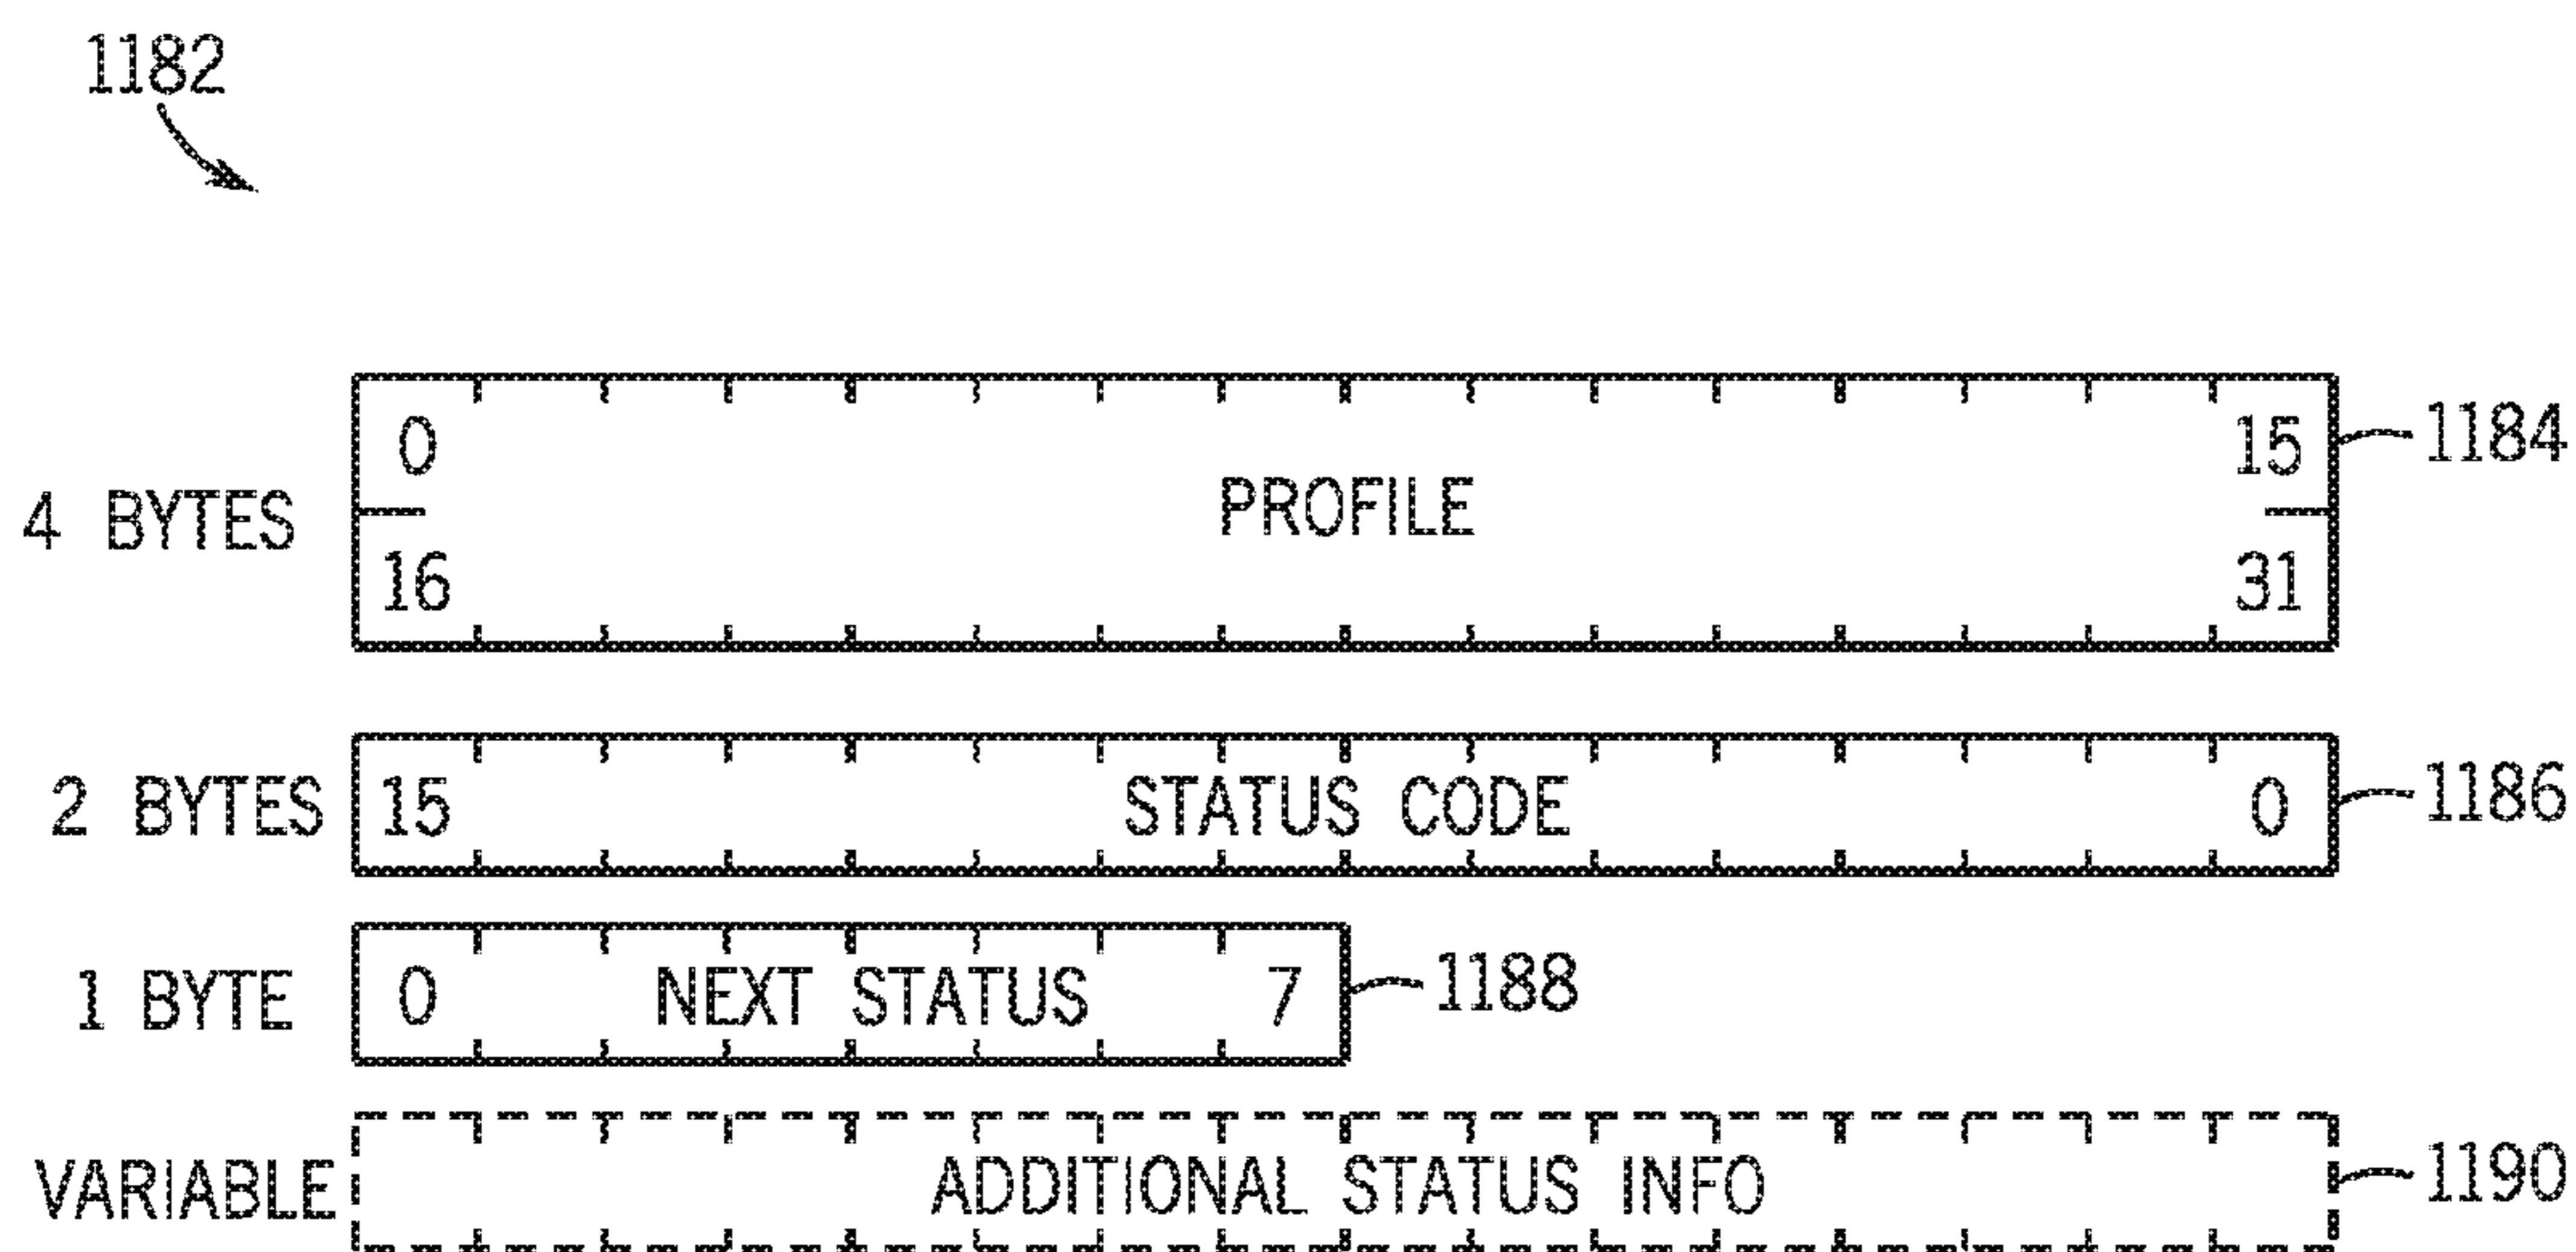 1182
0 15 1184
4 BYTES PROFILE
16 31
2 BYTES 15 STATUS CODE 0 1186
1 BYTE 0 NEXT STATUS 7 1188
VARIABLE ADDITIONAL STATUS INFO 1190